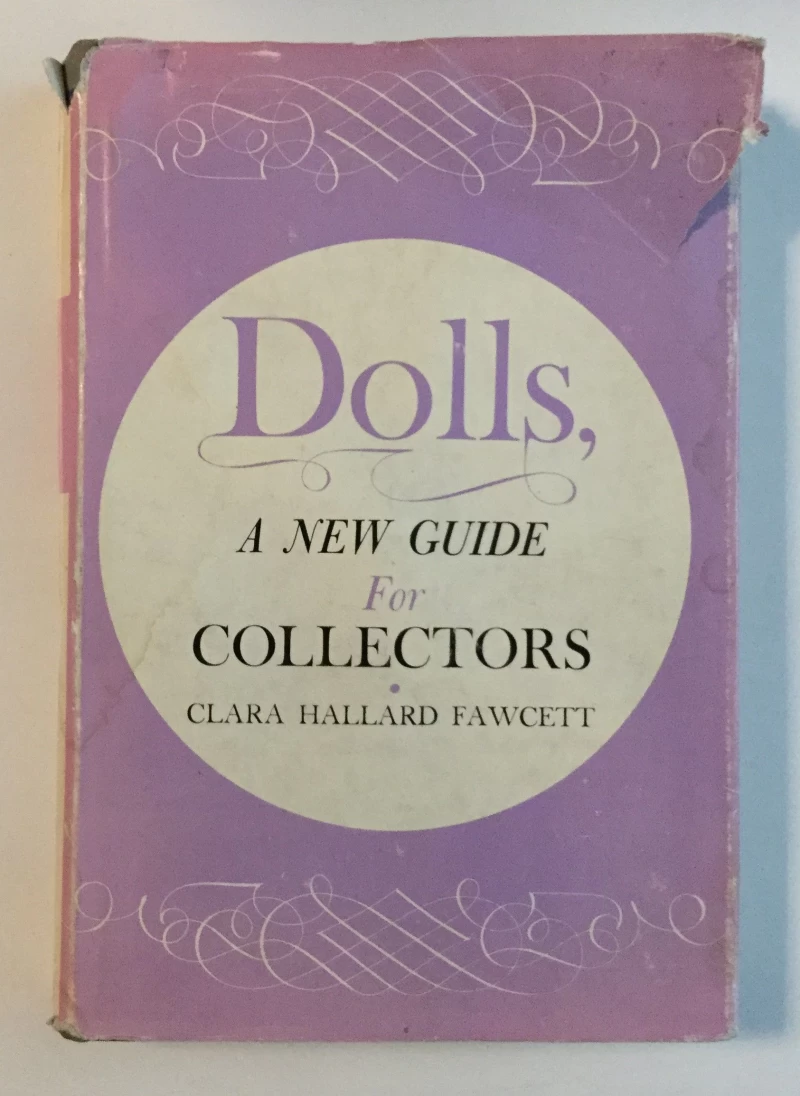 Dolls,
A NEW GUIDE
For
COLLECTORS
CLARA HALLARD FAWCETT